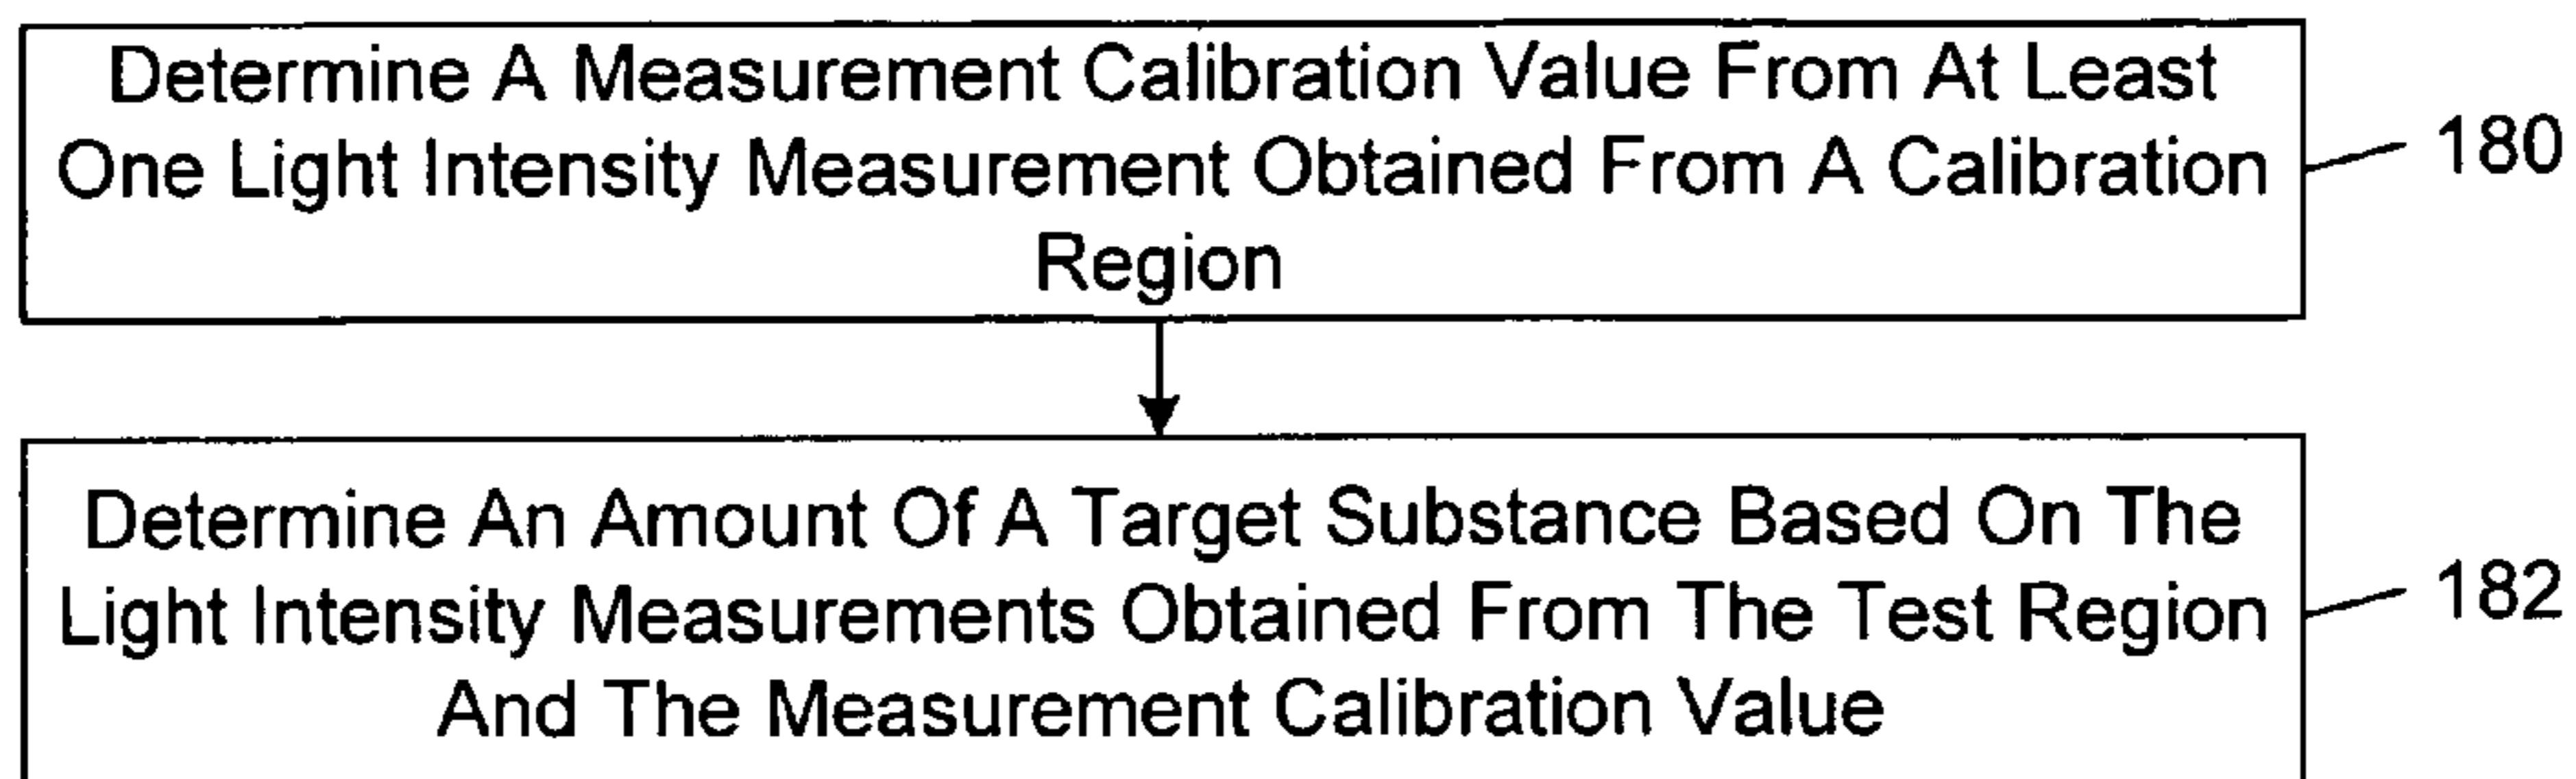 Determine A Measurement Calibration Value From At Least
One Light Intensity Measurement Obtained From A Calibration
Region
180
Determine An Amount Of A Target Substance Based On The
Light Intensity Measurements Obtained From The Test Region
And The Measurement Calibration Value
182